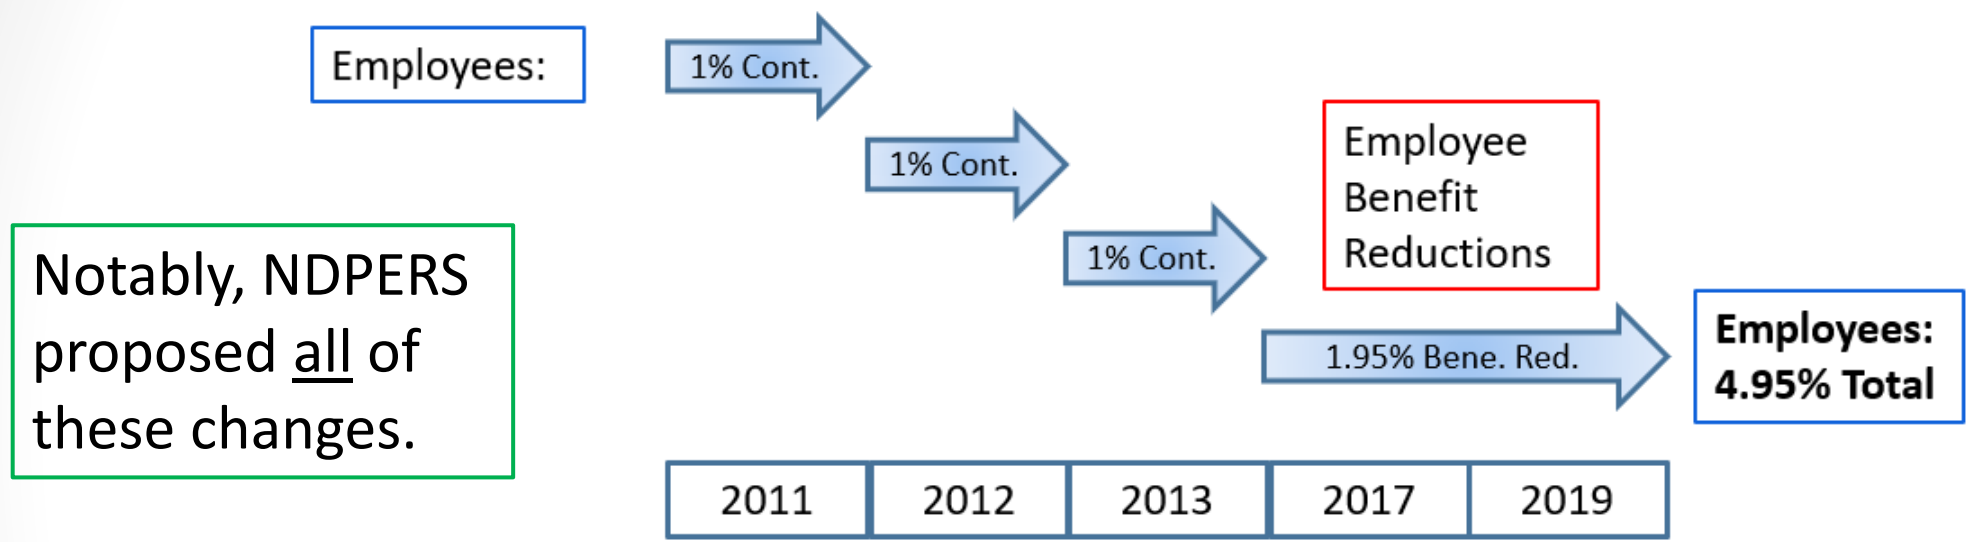 Employees:
1% Cont.
1% Cont.
1% Cont.
Employee
Benefit
Reductions
Notably, NDPERS
proposed all of
these changes.
1.95% Bene. Red.
Employees:
4.95% Total
2011 2012 2013 2017 2019